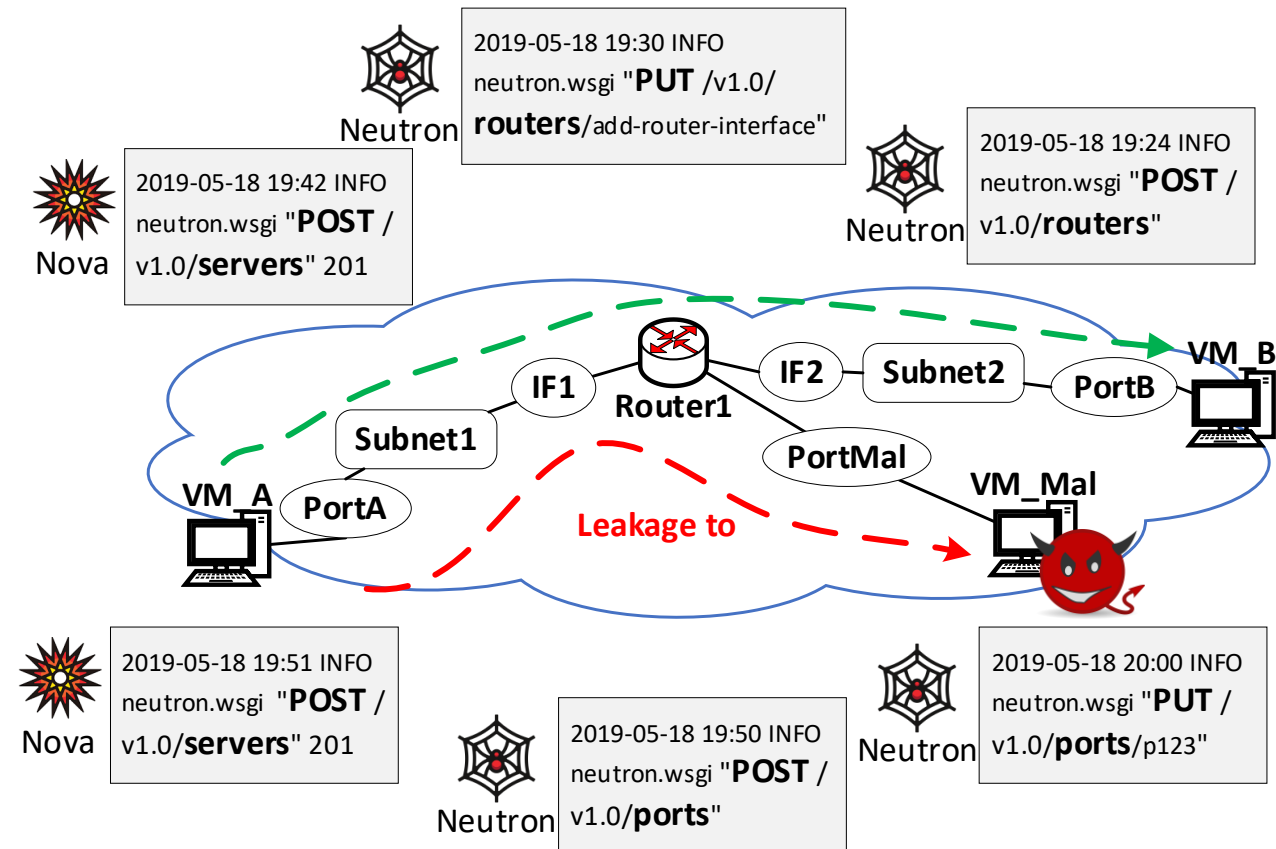 2019-05-18 19:30 INFO
neutron.wsgi "PUT /v1.0/
routers/add-router-interface"
Neutron
2019-05-18 19:24 INFO
neutron.wsgi "POST /
v1.0/routers"
Neutron
2019-05-18 19:42 INFO
neutron.wsgi "POST /
v1.0/servers" 201
Nova
VM_B
IF1
Router1
IF2
Subnet2
PortB
Subnet1
PortMal
VM_A
PortA
VM_Mal
Leakage to
2019-05-18 19:51 INFO
neutron.wsgi "POST /
v1.0/servers" 201
Nova
2019-05-18 19:50 INFO
neutron.wsgi "POST /
v1.0/ports"
Neutron
2019-05-18 20:00 INFO
neutron.wsgi "PUT /
v1.0/ports/p123"
Neutron